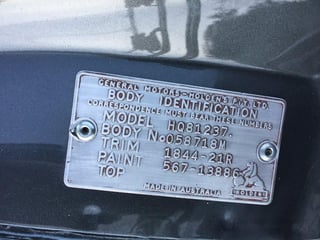 GENERAL MOTORS-HOLDEN'S PTY. LTD.
BODY IDENTIFICATION
CORRESPONDENCE MUST BEAR THESE NUMBERS
MODEL HO81237.
BODY No 058718M
TRIM 1844-21R
PAINT 567-13886
TOP
MADE IN AUSTRALIA HOLDEN